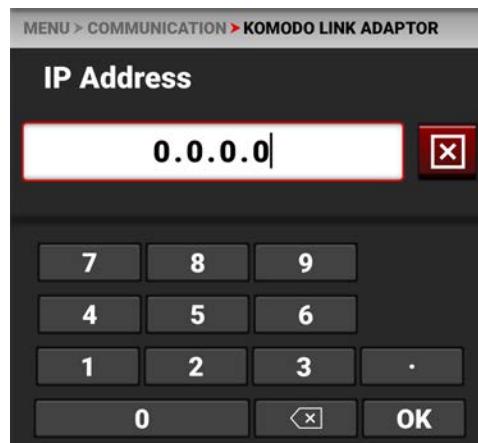 MENU > COMMUNICATION > KOMODO LINK ADAPTOR
IP Address
0.0.0.0
7 8 9
4 5 6
1 2 3 .
0 OK